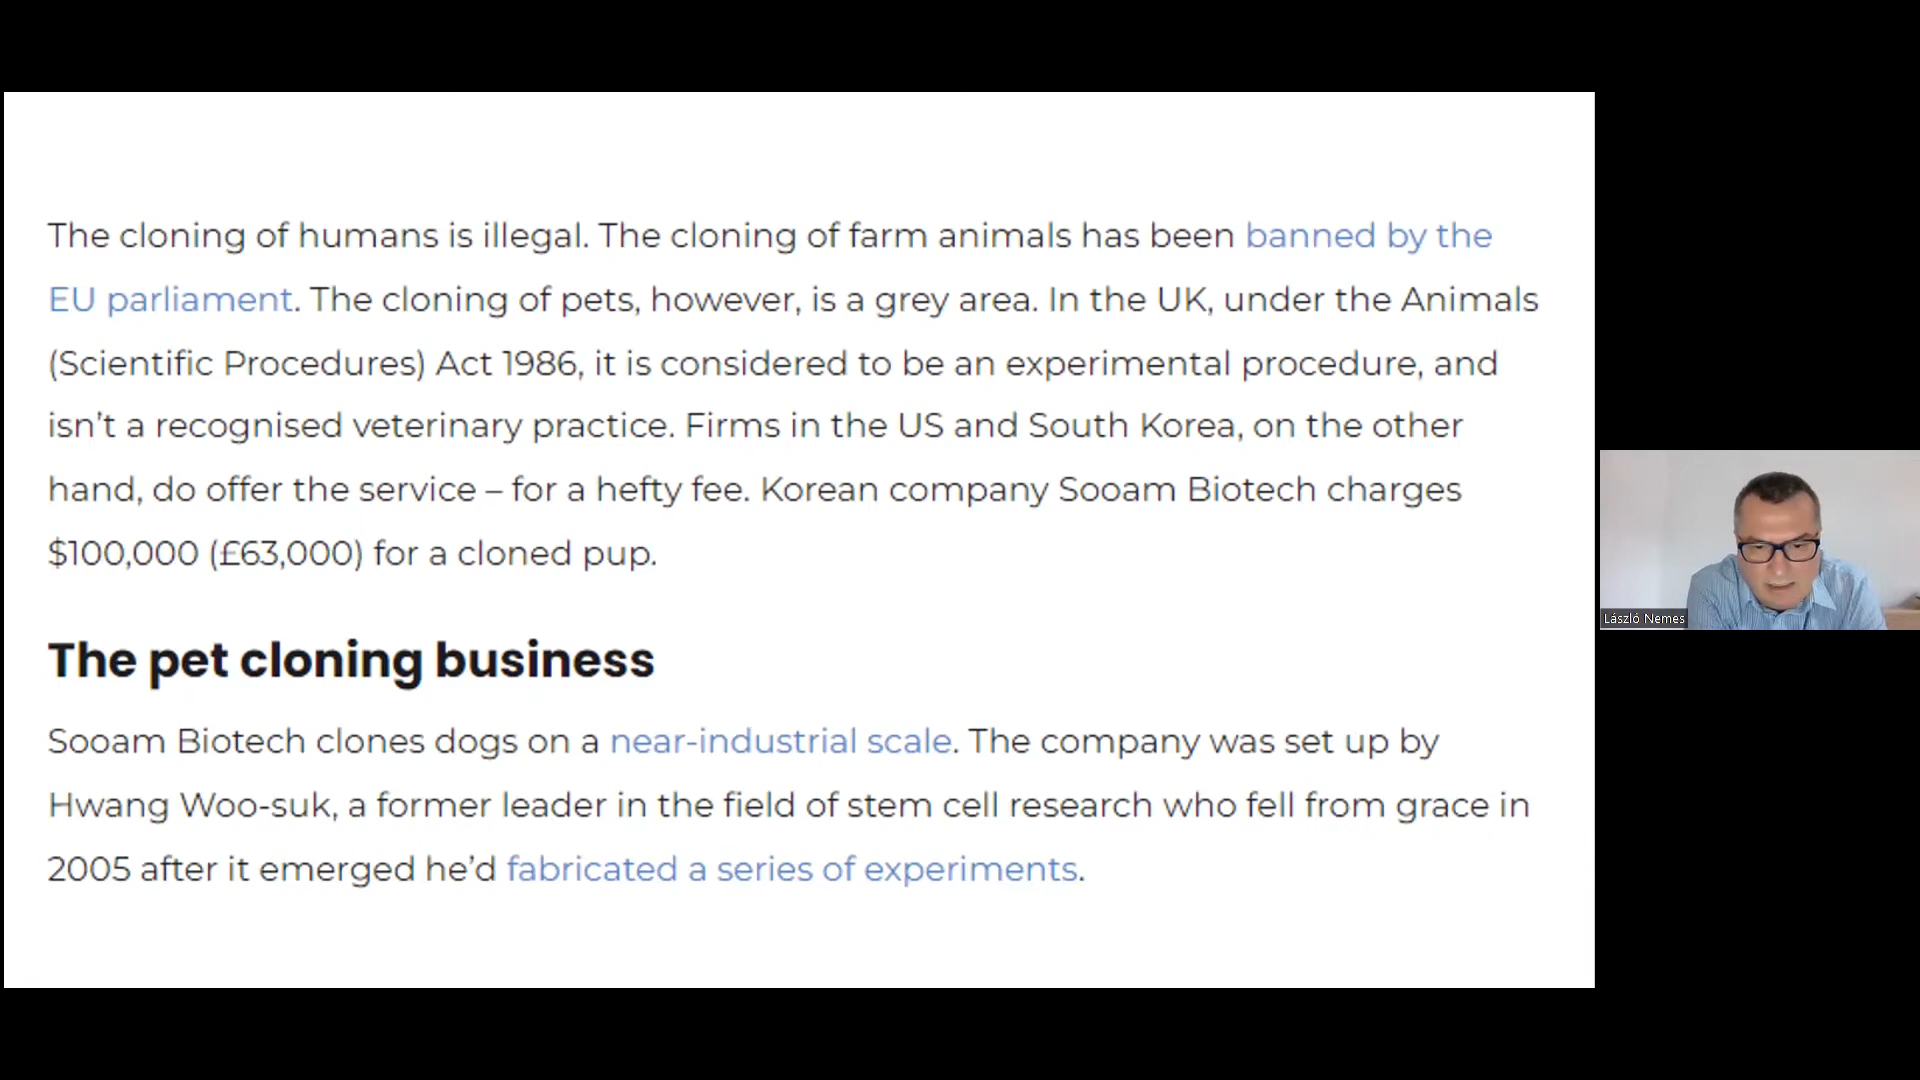 The cloning of humans is illegal. The cloning of farm animals has been banned by the
EU parliament. The cloning of pets, however, is a grey area. In the UK, under the Animals
(Scientific Procedures) Act 1986, it is considered to be an experimental procedure, and
isn’t a recognised veterinary practice. Firms in the US and South Korea, on the other
hand, do offer the service – for a hefty fee. Korean company Sooam Biotech charges
$100,000 (£63,000) for a cloned pup.
The pet cloning business
Sooam Biotech clones dogs on a near-industrial scale. The company was set up by
Hwang Woo-suk, a former leader in the field of stem cell research who fell from grace in
2005 after it emerged he’d fabricated a series of experiments.
László Nemes